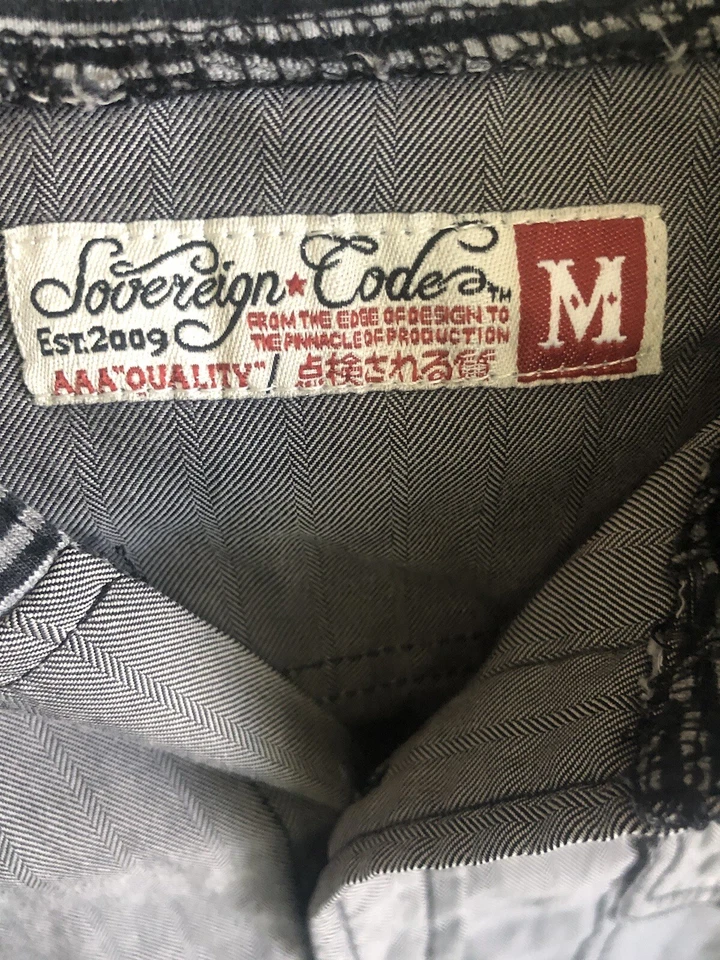 Sovereign★Code™
EST.2009
FROM THE EDGE OF DESIGN TO
THE PINNACLE OF PRODUCTION
AAA"QUALITY" / 点検される質
M